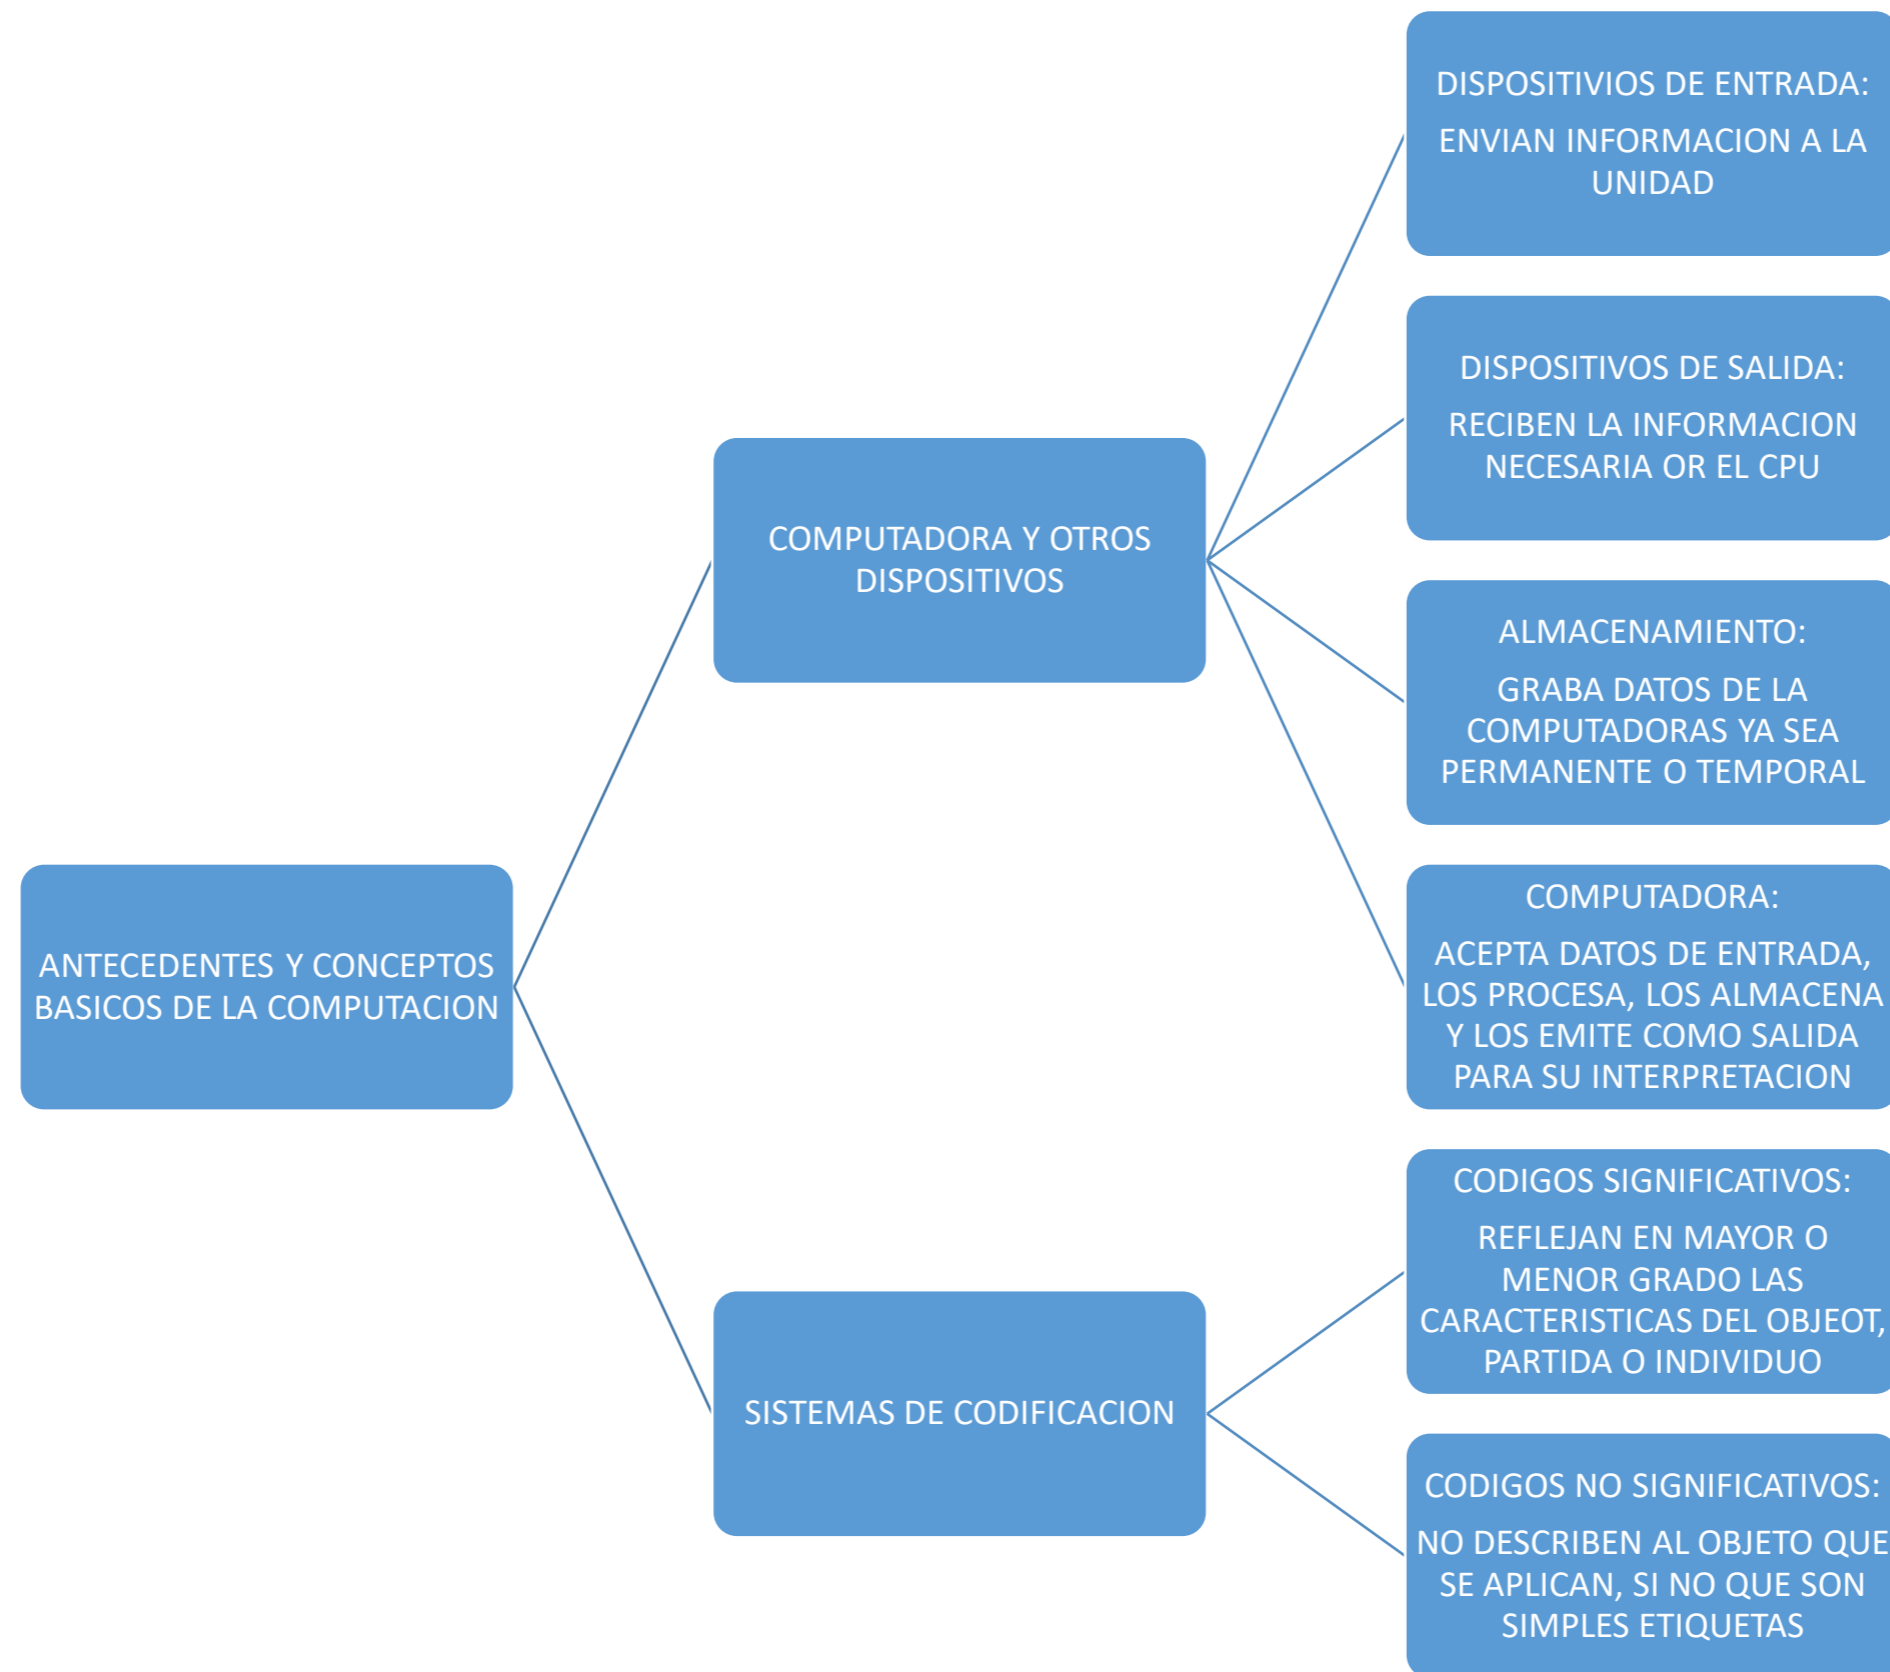 ANTECEDENTES Y CONCEPTOS
BASICOS DE LA COMPUTACION
COMPUTADORA Y OTROS
DISPOSITIVOS
DISPOSITIVIOS DE ENTRADA:
ENVIAN INFORMACION A LA
UNIDAD
DISPOSITIVOS DE SALIDA:
RECIBEN LA INFORMACION
NECESARIA OR EL CPU
ALMACENAMIENTO:
GRABA DATOS DE LA
COMPUTADORAS YA SEA
PERMANENTE O TEMPORAL
COMPUTADORA:
ACEPTA DATOS DE ENTRADA,
LOS PROCESA, LOS ALMACENA
Y LOS EMITE COMO SALIDA
PARA SU INTERPRETACION
SISTEMAS DE CODIFICACION
CODIGOS SIGNIFICATIVOS:
REFLEJAN EN MAYOR O
MENOR GRADO LAS
CARACTERISTICAS DEL OBJEOT,
PARTIDA O INDIVIDUO
CODIGOS NO SIGNIFICATIVOS:
NO DESCRIBEN AL OBJETO QUE
SE APLICAN, SI NO QUE SON
SIMPLES ETIQUETAS